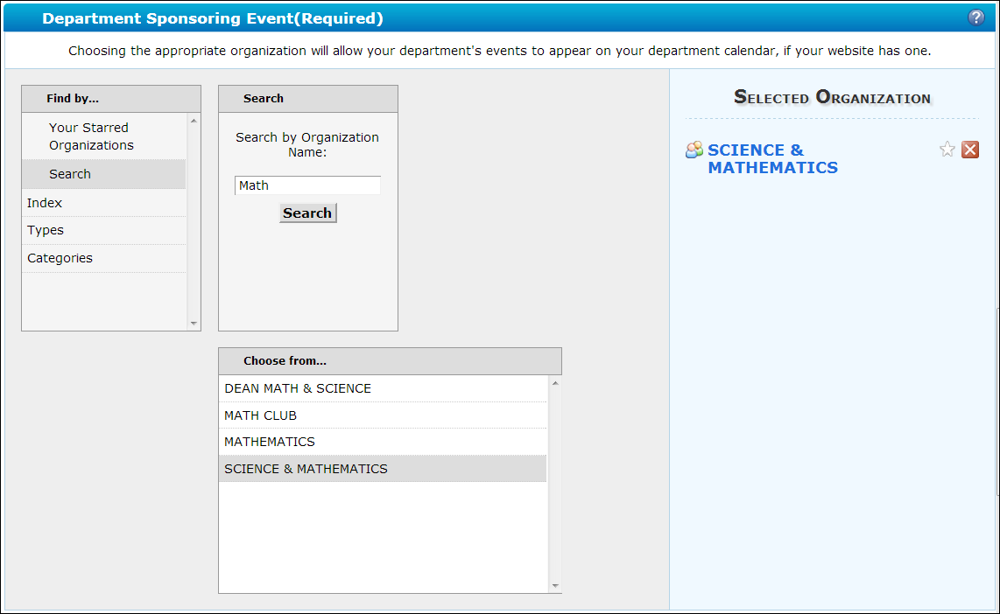 Department Sponsoring Event(Required)
?
Choosing the appropriate organization will allow your department's events to appear on your department calendar, if your website has one.
Find by...
Your Starred
Organizations
Search
Index
Types
Categories
Search
Search by Organization
Name:
Math
Search
Choose from...
DEAN MATH & SCIENCE
MATH CLUB
MATHEMATICS
SCIENCE & MATHEMATICS
Selected Organization
SCIENCE &
MATHEMATICS